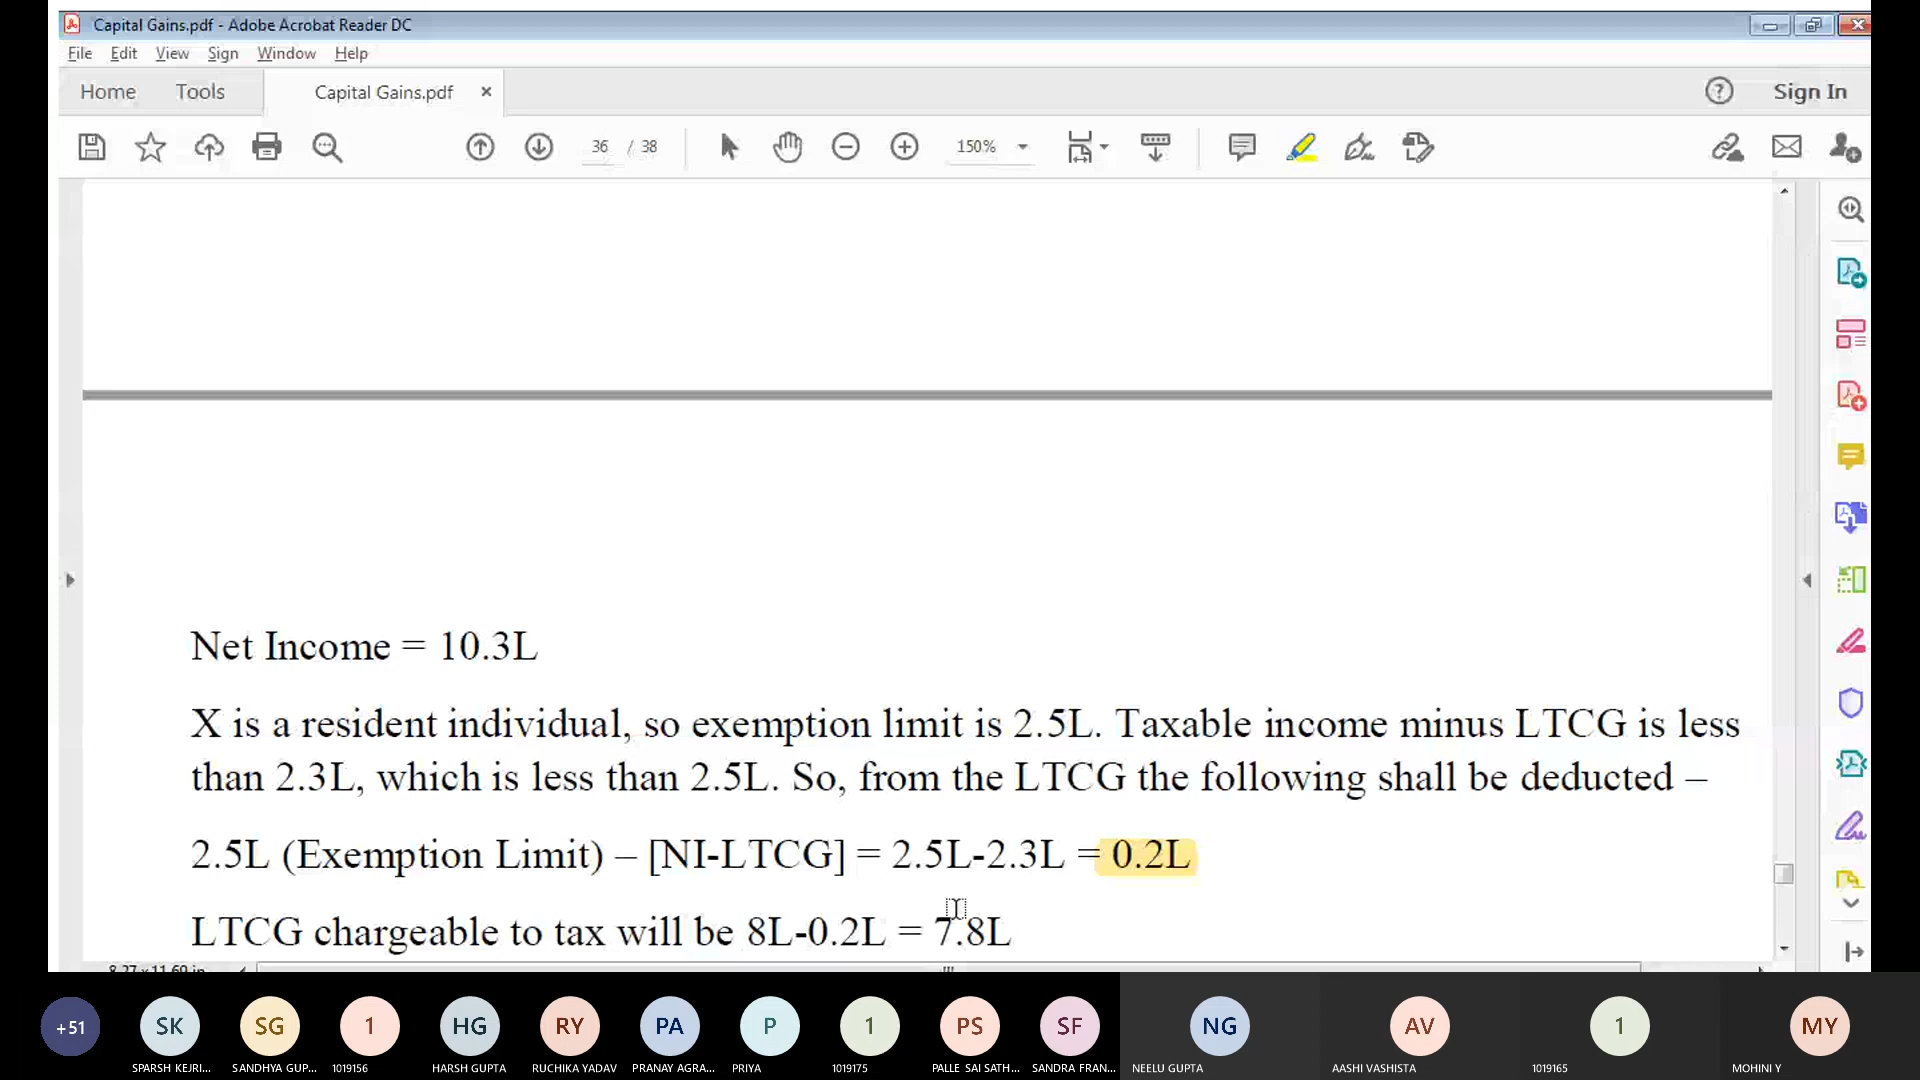 Capital Gains.pdf - Adobe Acrobat Reader DC
File Edit View Sign Window Help
Home Tools Capital Gains.pdf × ? Sign In
36 / 38 150%
Net Income = 10.3L
X is a resident individual, so exemption limit is 2.5L. Taxable income minus LTCG is less
than 2.3L, which is less than 2.5L. So, from the LTCG the following shall be deducted –
2.5L (Exemption Limit) – [NI-LTCG] = 2.5L-2.3L = 0.2L
LTCG chargeable to tax will be 8L-0.2L = 7.8L
8.27 x 11.69 in
+51 SK SG 1 HG RY PA P 1 PS SF NG AV 1 MY
SPARSH KEJRI... SANDHYA GUP... 1019156 HARSH GUPTA RUCHIKA YADAV PRANAY AGRA... PRIYA 1019175 PALLE SAI SATH... SANDRA FRAN... NEELU GUPTA AASHI VASHISTA 1019165 MOHINI Y